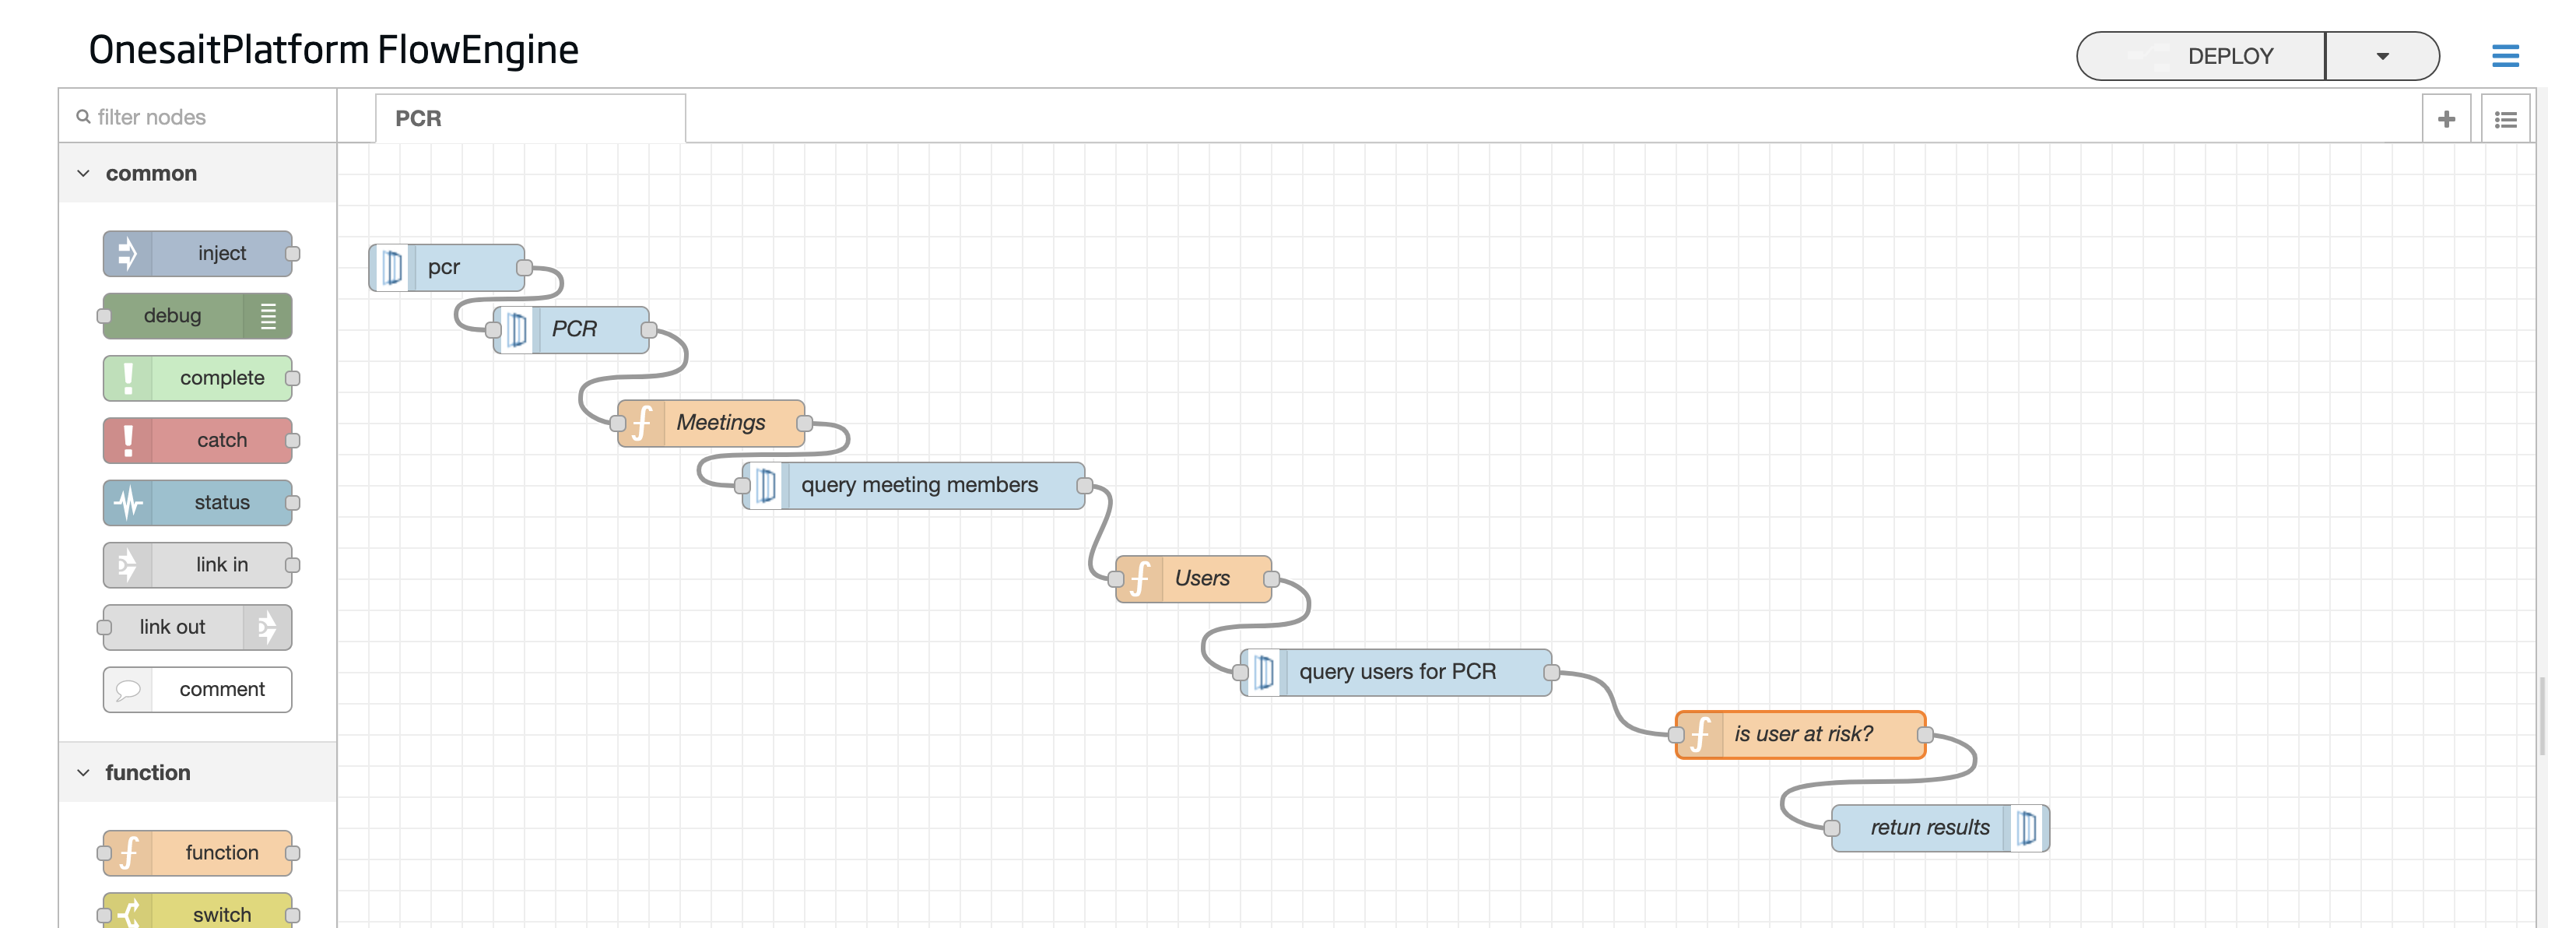 OnesaitPlatform FlowEngine
DEPLOY
filter nodes
PCR
common
inject
debug
complete
catch
status
link in
link out
comment
function
function
switch
pcr
PCR
Meetings
query meeting members
Users
query users for PCR
is user at risk?
retun results